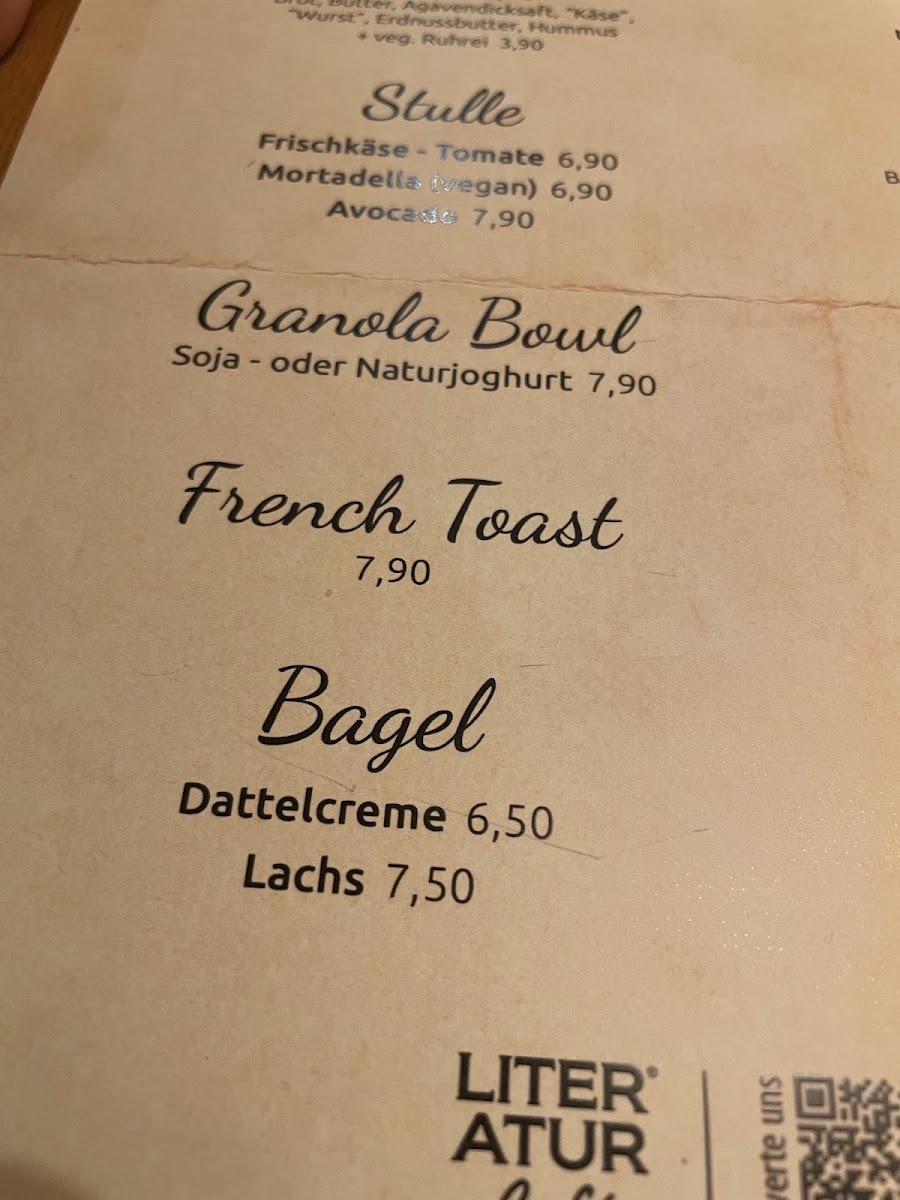 Brot, Butter, Agavendicksaft, "Käse",
"Wurst", Erdnussbutter, Hummus
+ veg. Rührei 3,90
Stulle
Frischkäse - Tomate 6,90
´Mortadella (vegan) 6,90
Avocado 7,90
Granola Bowl
Soja - oder Naturjoghurt 7,90
French Toast
7,90
Bagel
Dattelcreme 6,50
Lachs 7,50
LITER°
ATUR
uns